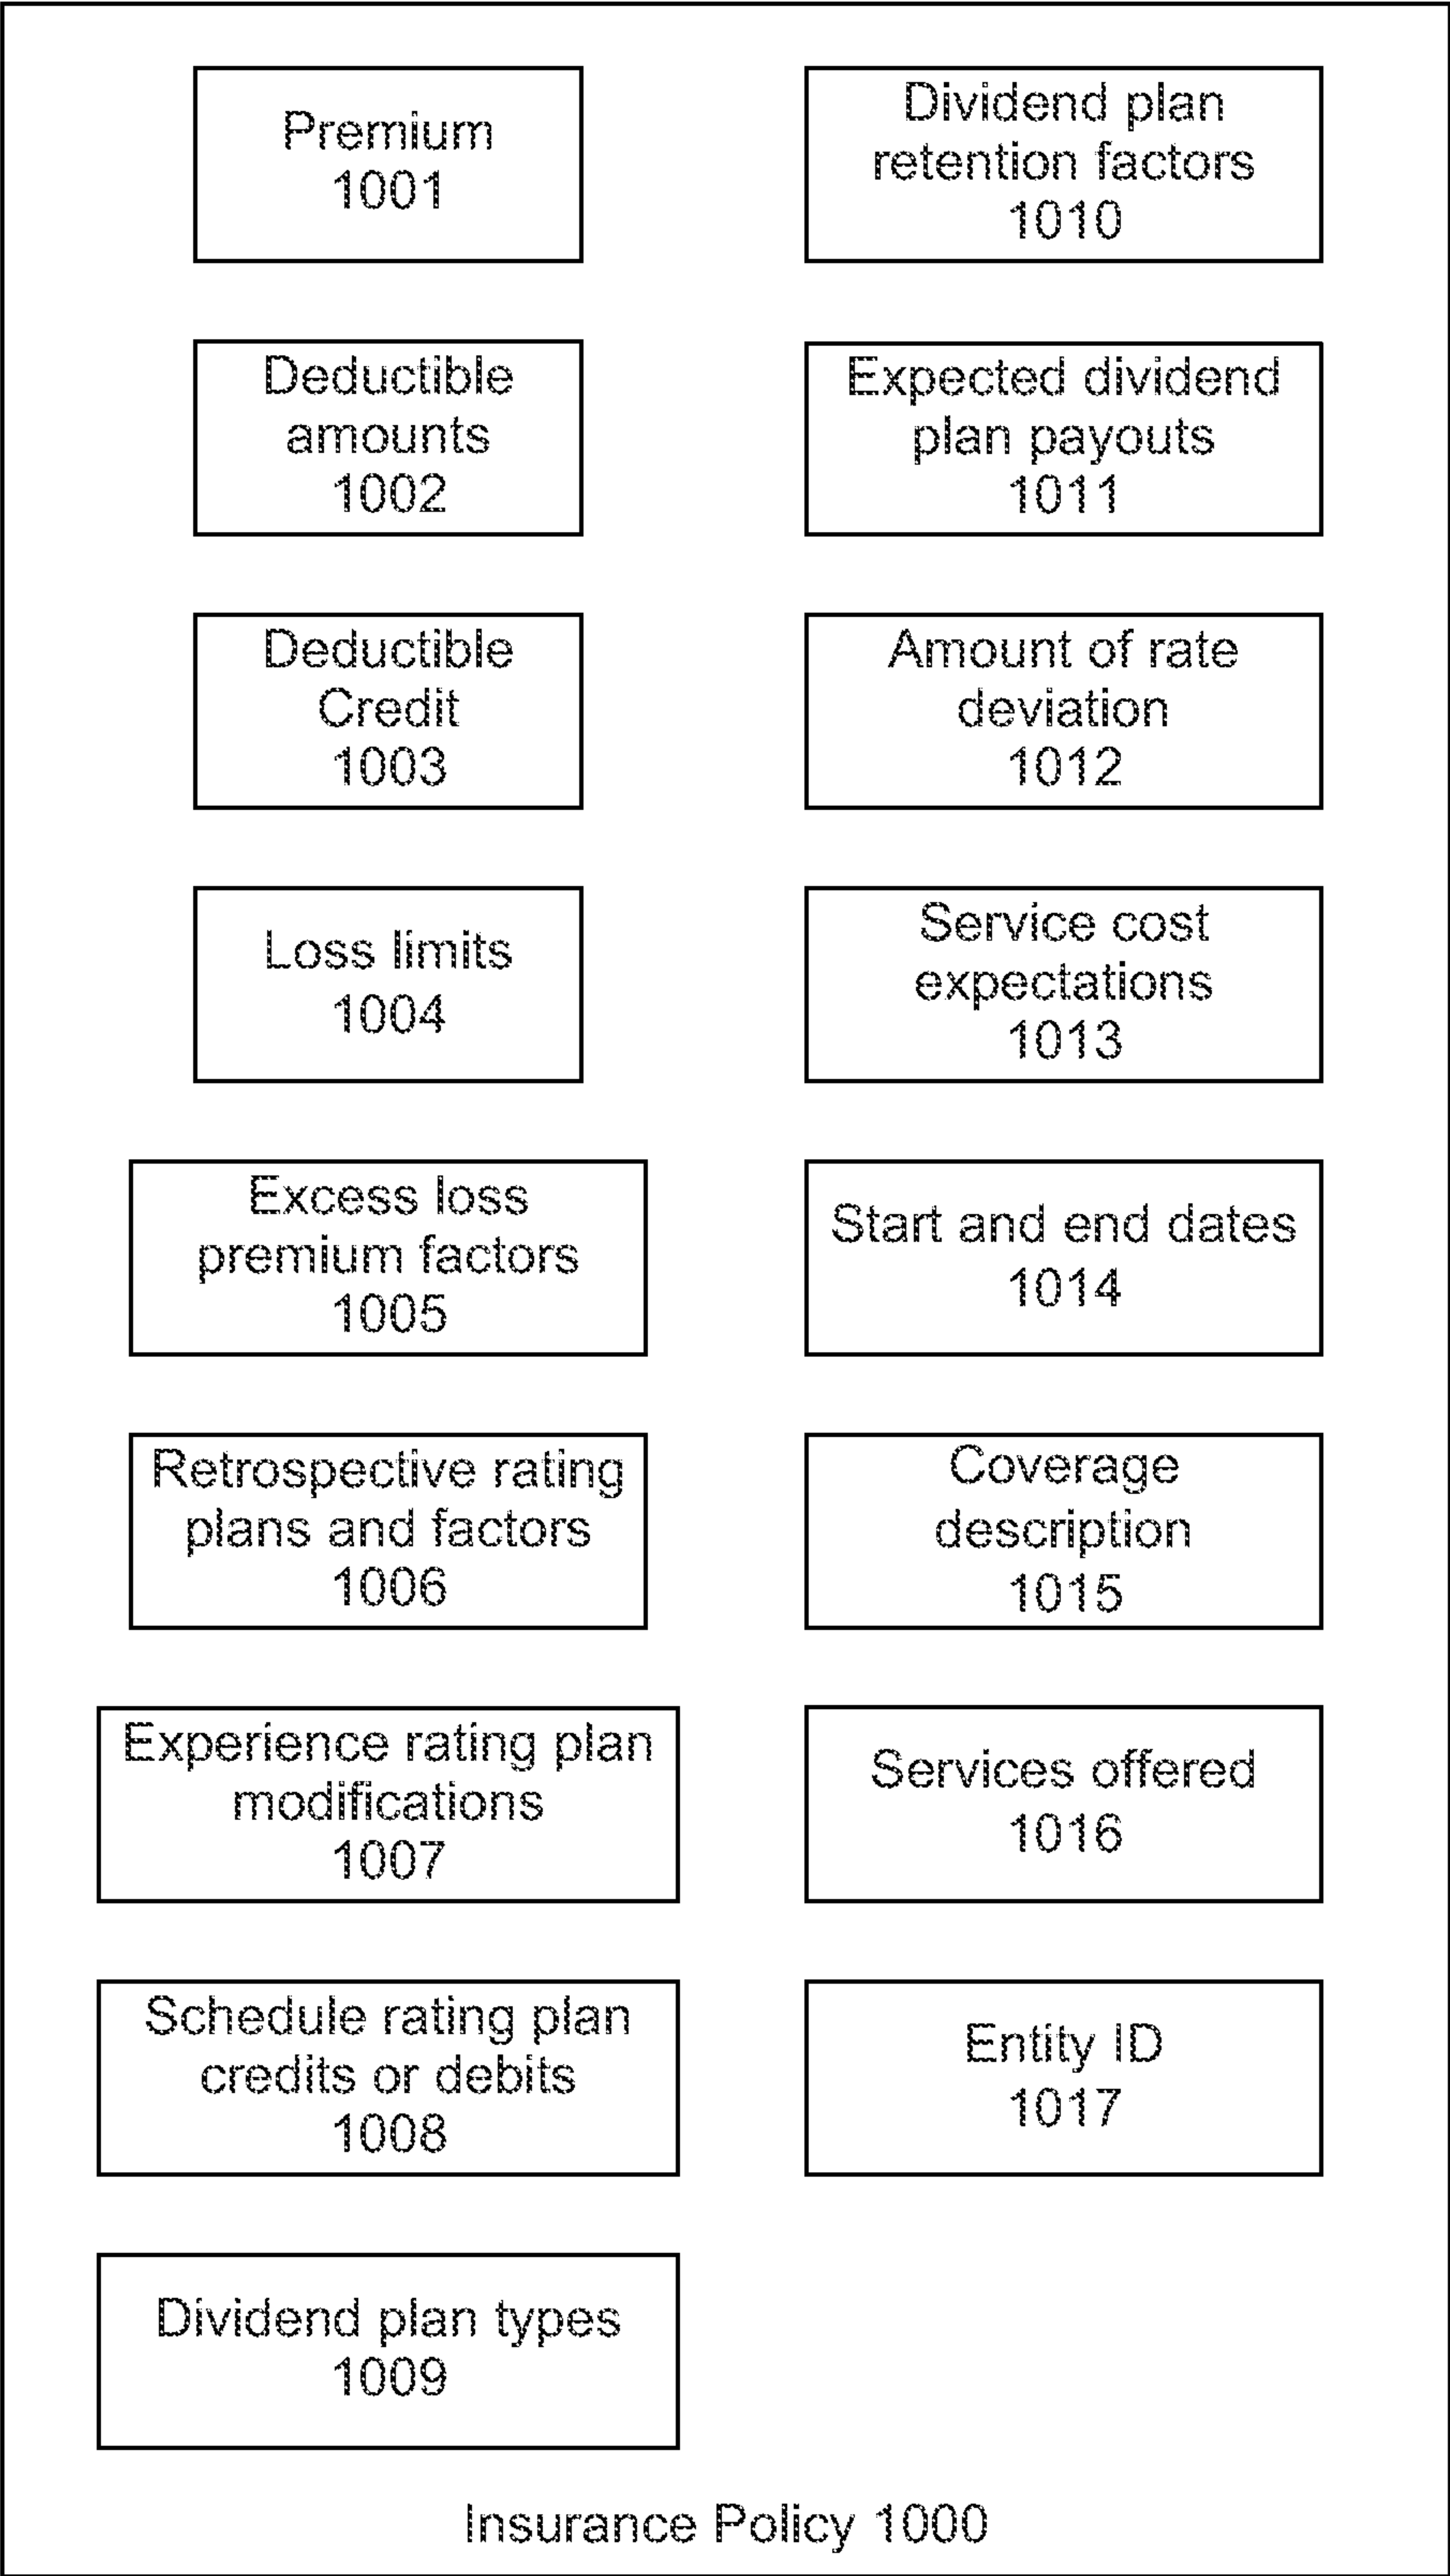 Premium
1001
Deductible
amounts
1002
Deductible
Credit
1003
Loss limits
1004
Excess loss
premium factors
1005
Retrospective rating
plans and factors
1006
Experience rating plan
modifications
1007
Schedule rating plan
credits or debits
1008
Dividend plan types
1009
Dividend plan
retention factors
1010
Expected dividend
plan payouts
1011
Amount of rate
deviation
1012
Service cost
expectations
1013
Start and end dates
1014
Coverage
description
1015
Services offered
1016
Entity ID
1017
Insurance Policy 1000